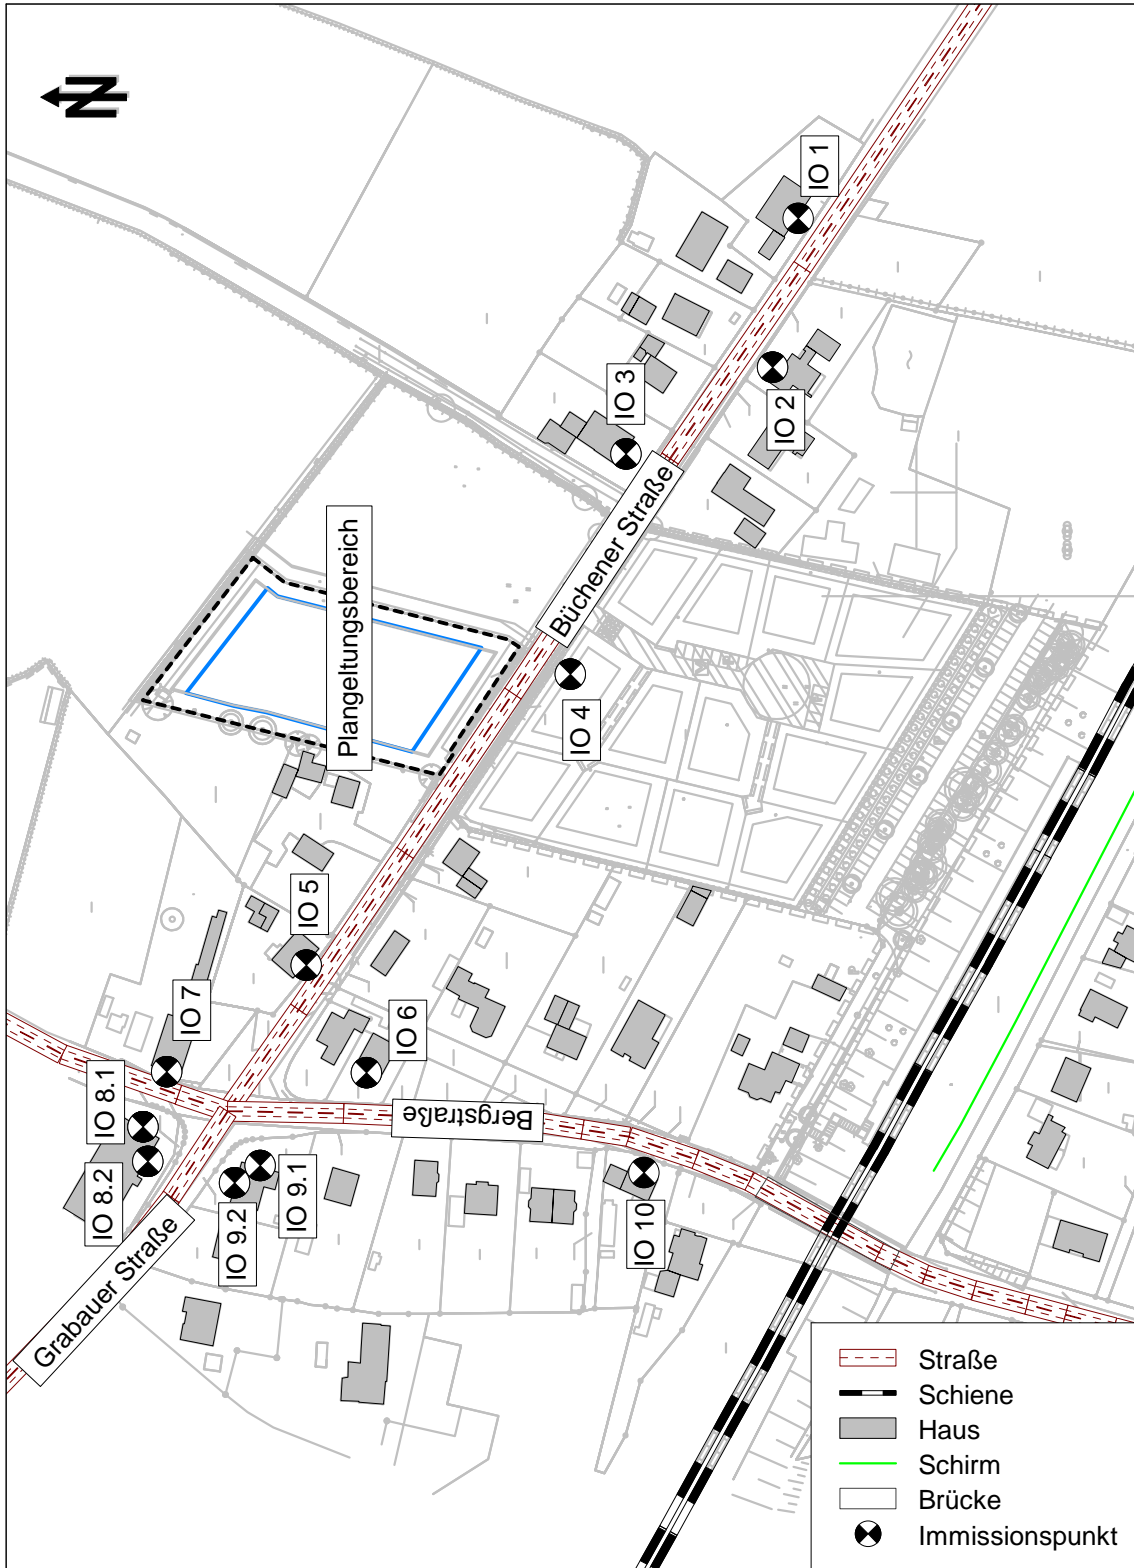 N
IO 1
IO 2
IO 3
Büchener Straße
Plangeltungsbereich
IO 4
IO 5
IO 6
IO 7
IO 8.1
IO 8.2
IO 9.1
IO 9.2
Bergstraße
IO 10
Grabauer Straße
Straße
Schiene
Haus
Schirm
Brücke
Immissionspunkt